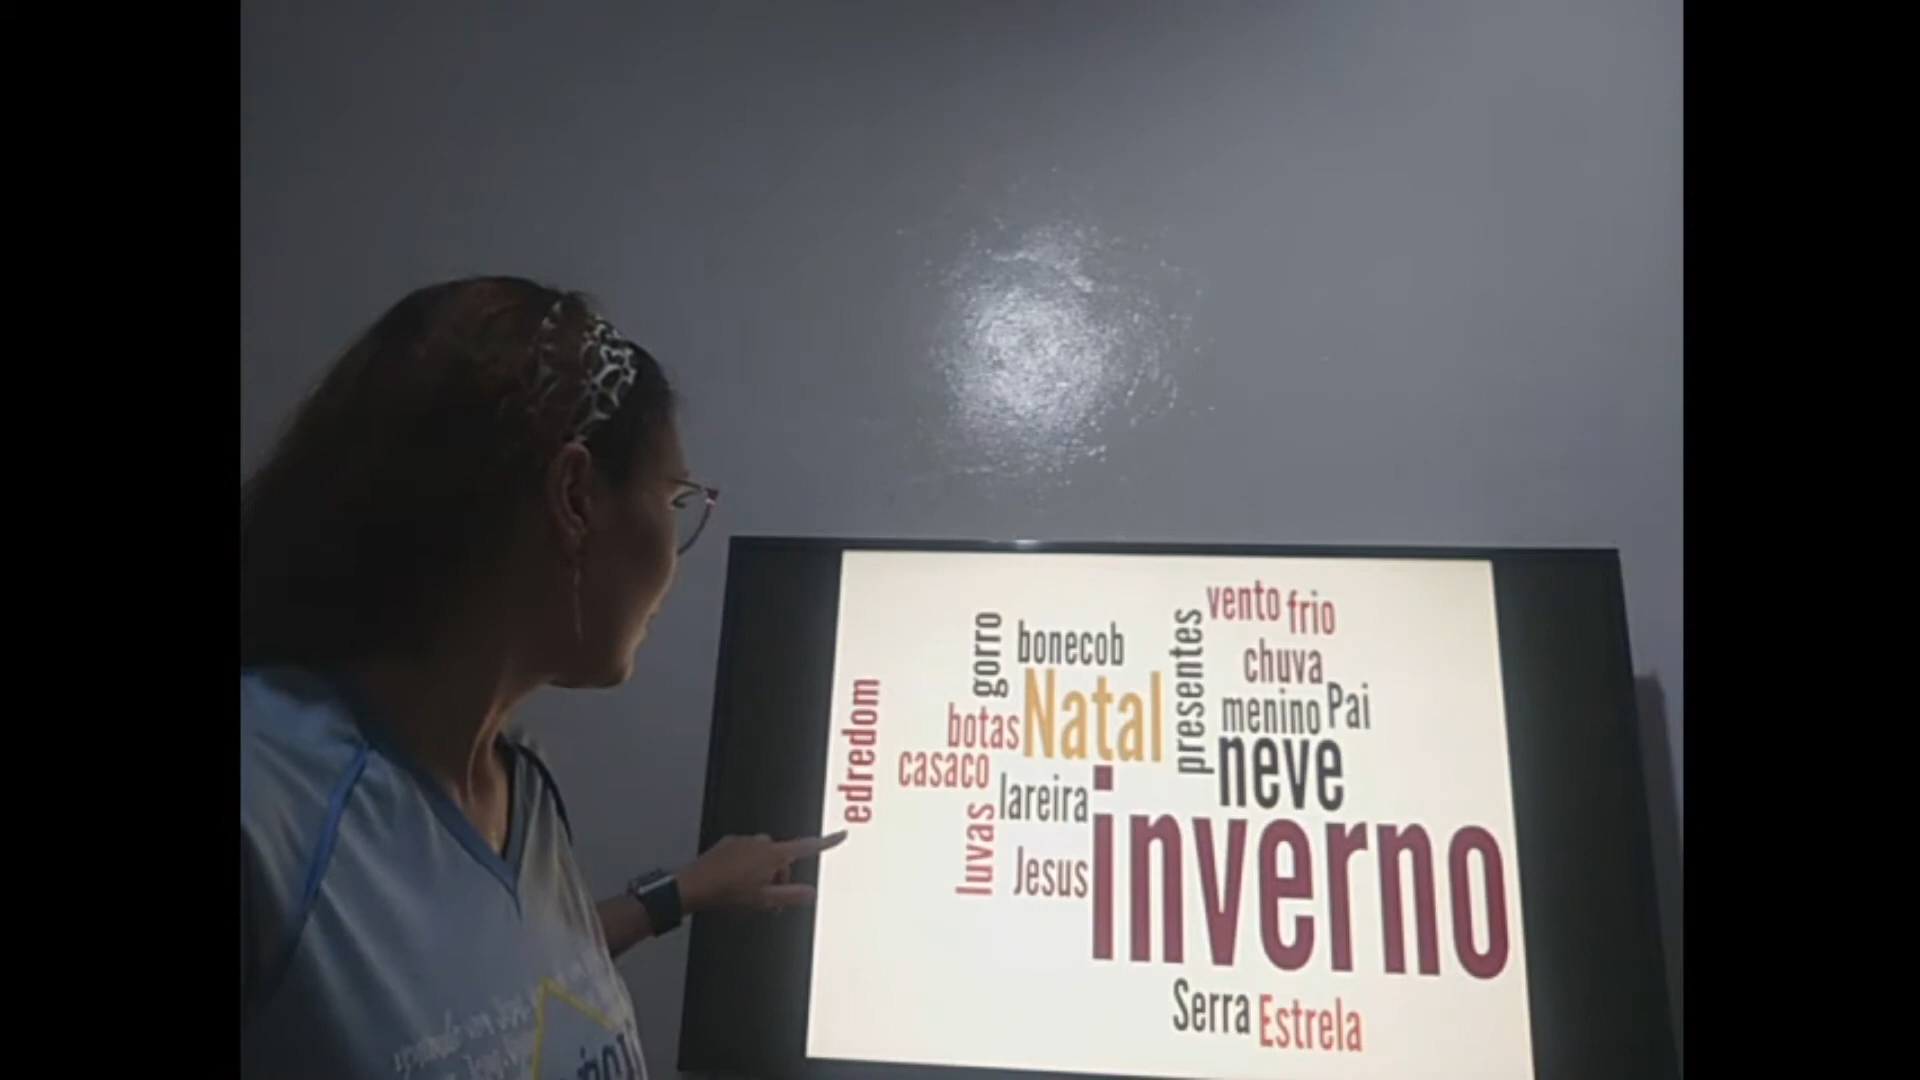 vento frio
gorro
bonecob
presentes
chuva
edredom
Natal
menino Pai
botas
neve
casaco
lareira
inverno
luvas
Jesus
Serra Estrela